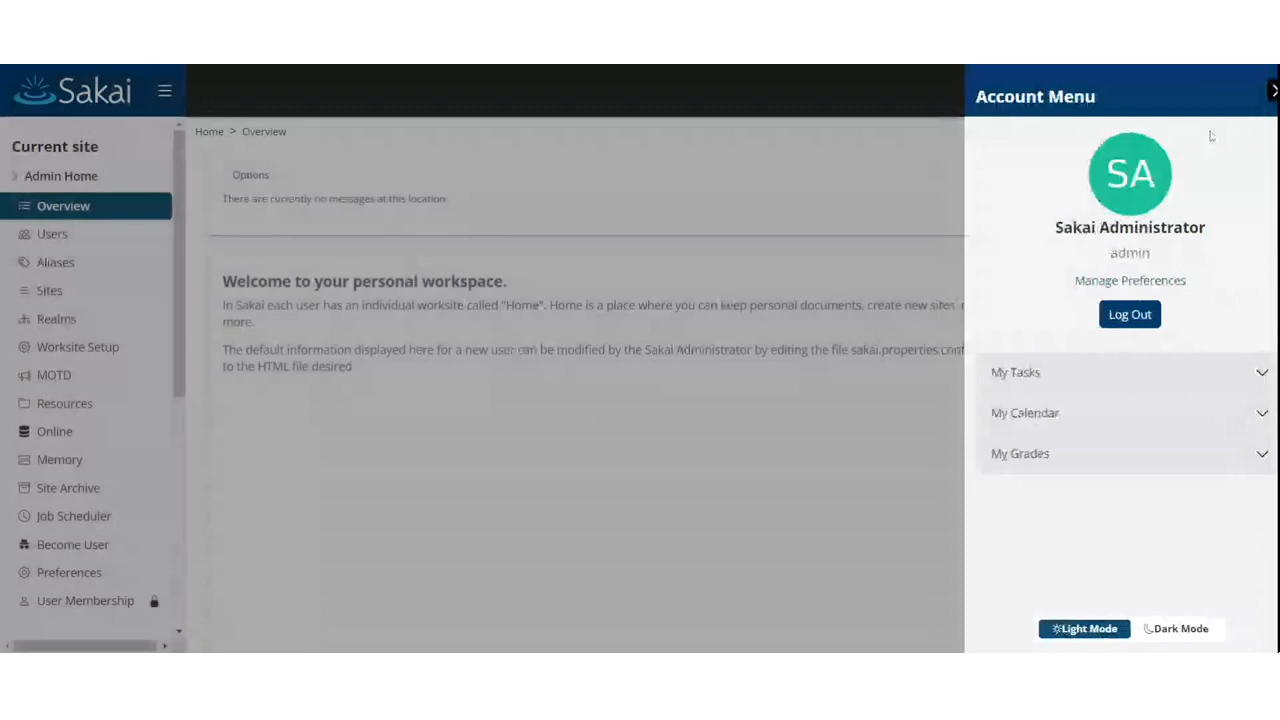 Sakai
Account Menu
Current site
Admin Home
Overview
Users
Aliases
Sites
Realms
Worksite Setup
MOTD
Resources
Online
Memory
Site Archive
Job Scheduler
Become User
Preferences
User Membership
Home > Overview
Options
There are currently no messages at this location
Welcome to your personal workspace.
In Sakai each user has an individual worksite called "Home". Home is a place where you can keep personal documents, create new sites
more.
The default information displayed here for a new user can be modified by the Sakai Administrator by editing the file sakai.properties.conf
to the HTML file desired
SA
Sakai Administrator
admin
Manage Preferences
Log Out
My Tasks
My Calendar
My Grades
Light Mode
Dark Mode